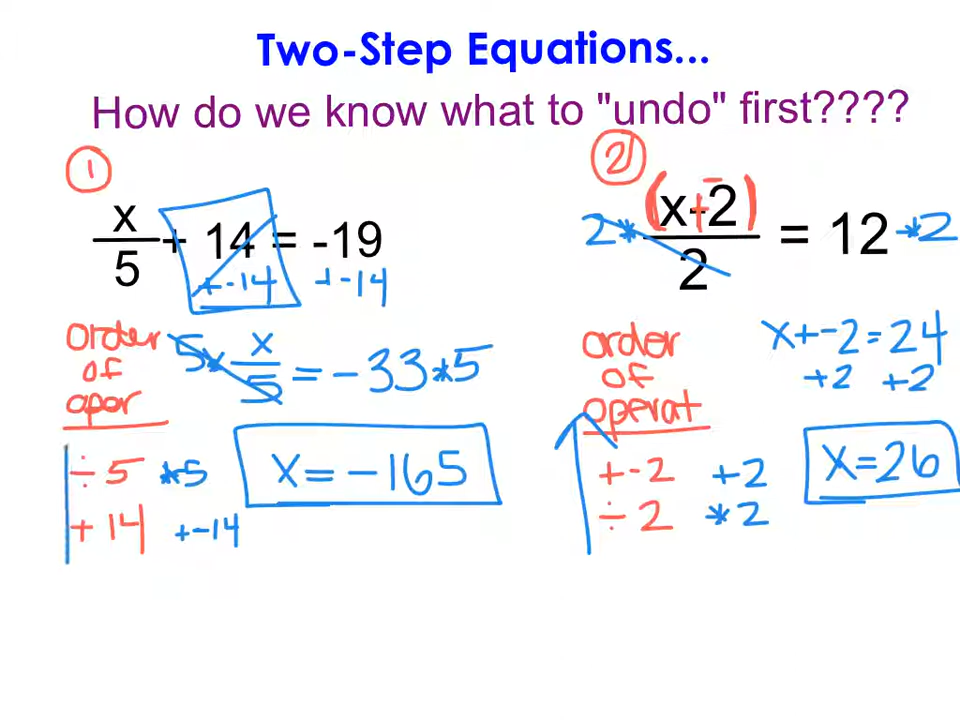 Two-Step Equations...
How do we know what to "undo" first????
1
x/5 + 14 = -19
+-14 +-14
order
of
oper
5* x/5 = -33*5
÷5 *5
+14 +-14
x=-165
2
2* (x+-2)/2 = 12*2
order
of
operat
x+-2=24
+2 +2
+-2 +2
÷2 *2
x=26